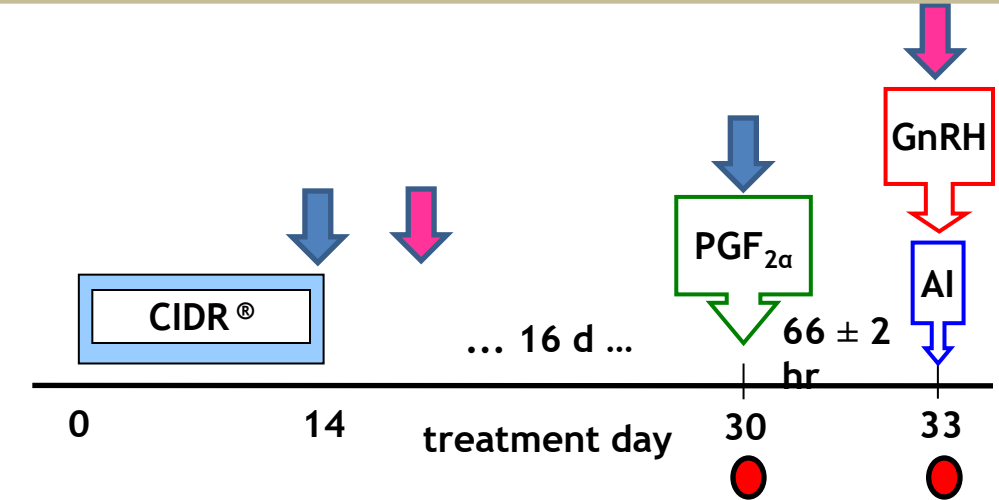 GnRH
PGF2α
AI
CIDR ®
... 16 d ...
66 ± 2
hr
0
14
treatment day
30
33